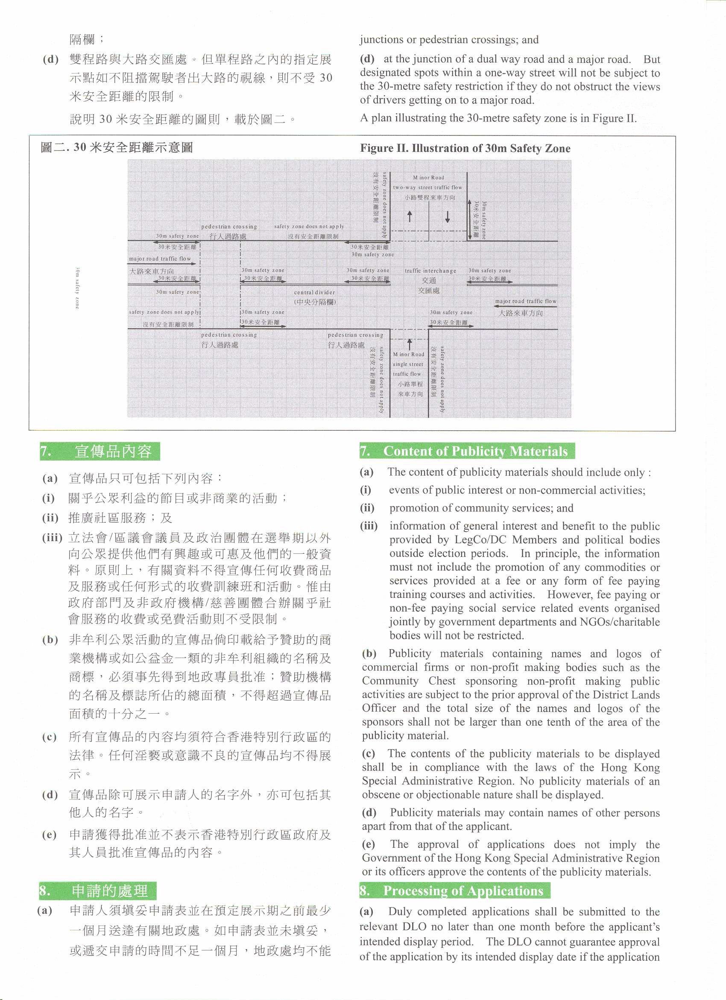 隔欄；
(d) 雙程路與大路交匯處。但單程路之內的指定展
示點如不阻擋駕駛者出大路的視線，則不受 30
米安全距離的限制。
說明 30 米安全距離的圖則，載於圖二。
junctions or pedestrian crossings; and
(d) at the junction of a dual way road and a major road. But
designated spots within a one-way street will not be subject to
the 30-metre safety restriction if they do not obstruct the views
of drivers getting on to a major road.
A plan illustrating the 30-metre safety zone is in Figure II.
圖二. 30 米安全距離示意圖
Figure II. Illustration of 30m Safety Zone
safety zone does not apply
沒有安全距離限制
Minor Road
two-way street traffic flow
小路雙程來車方向
30m safety zone
30米安全距離
pedestrian crossing
行人過路處
safety zone does not apply
沒有安全距離限制
30m safety zone
30米安全距離
30米安全距離
30m safety zone
major road traffic flow
大路來車方向
30米安全距離
30m safety zone
30m safety zone
30米安全距離
30m safety zone
30米安全距離
traffic interchange
交通
交匯處
30m safety zone
30米安全距離
central divider
(中央分隔欄)
major road traffic flow
大路來車方向
30m safety zone
safety zone does not apply
沒有安全距離限制
30m safety zone
30米安全距離
30m safety zone
30米安全距離
pedestrian crossing
行人過路處
pedestrian crossing
行人過路處
safety zone does not apply
沒有安全距離限制
Minor Road
single street
traffic flow
小路單程
來車方向
safety zone does not apply
沒有安全距離限制
7. 宣傳品內容
(a) 宣傳品只可包括下列內容：
(i) 關乎公眾利益的節目或非商業的活動；
(ii) 推廣社區服務；及
(iii) 立法會/區議會議員及政治團體在選舉期以外
向公眾提供他們有興趣或可惠及他們的一般資
料。原則上，有關資料不得宣傳任何收費商品
及服務或任何形式的收費訓練班和活動。惟由
政府部門及非政府機構/慈善團體合辦關乎社
會服務的收費或免費活動則不受限制。
(b) 非牟利公眾活動的宣傳品倘印載給予贊助的商
業機構或如公益金一類的非牟利組織的名稱及
商標，必須事先得到地政專員批准；贊助機構
的名稱及標誌所佔的總面積，不得超過宣傳品
面積的十分之一。
(c) 所有宣傳品的內容均須符合香港特別行政區的
法律。任何淫褻或意識不良的宣傳品均不得展
示。
(d) 宣傳品除可展示申請人的名字外，亦可包括其
他人的名字。
(e) 申請獲得批准並不表示香港特別行政區政府及
其人員批准宣傳品的內容。
8. 申請的處理
(a) 申請人須填妥申請表並在預定展示期之前最少
一個月送達有關地政處。如申請表並未填妥，
或遞交申請的時間不足一個月，地政處均不能
7. Content of Publicity Materials
(a) The content of publicity materials should include only :
(i) events of public interest or non-commercial activities;
(ii) promotion of community services; and
(iii) information of general interest and benefit to the public
provided by LegCo/DC Members and political bodies
outside election periods. In principle, the information
must not include the promotion of any commodities or
services provided at a fee or any form of fee paying
training courses and activities. However, fee paying or
non-fee paying social service related events organised
jointly by government departments and NGOs/charitable
bodies will not be restricted.
(b) Publicity materials containing names and logos of
commercial firms or non-profit making bodies such as the
Community Chest sponsoring non-profit making public
activities are subject to the prior approval of the District Lands
Officer and the total size of the names and logos of the
sponsors shall not be larger than one tenth of the area of the
publicity material.
(c) The contents of the publicity materials to be displayed
shall be in compliance with the laws of the Hong Kong
Special Administrative Region. No publicity materials of an
obscene or objectionable nature shall be displayed.
(d) Publicity materials may contain names of other persons
apart from that of the applicant.
(e) The approval of applications does not imply the
Government of the Hong Kong Special Administrative Region
or its officers approve the contents of the publicity materials.
8. Processing of Applications
(a) Duly completed applications shall be submitted to the
relevant DLO no later than one month before the applicant's
intended display period. The DLO cannot guarantee approval
of the application by its intended display date if the application